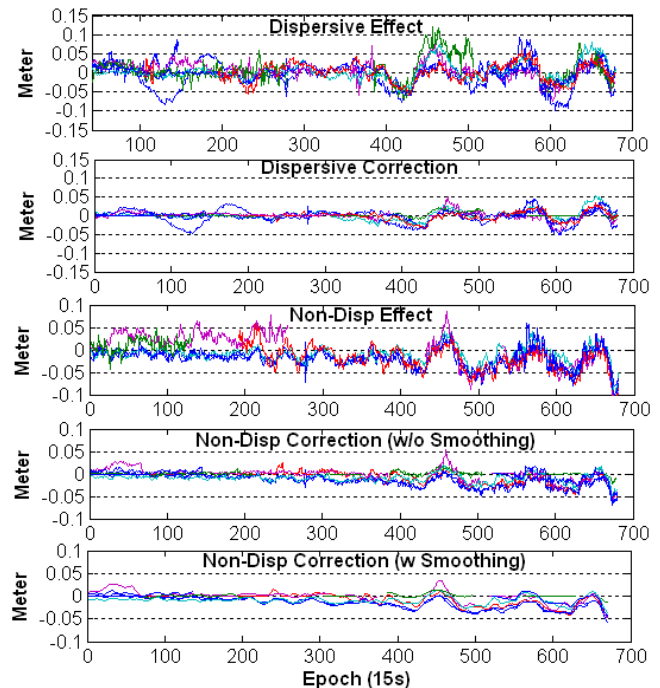 Dispersive Effect
0.15
0.1
0.05
0
-0.05
-0.1
-0.15
Meter
100 200 300 400 500 600 700
Dispersive Correction
0.15
0.1
0.05
0
-0.05
-0.1
-0.15
Meter
0 100 200 300 400 500 600 700
Non-Disp Effect
0.1
0.05
0
-0.05
-0.1
Meter
0 100 200 300 400 500 600 700
Non-Disp Correction (w/o Smoothing)
0.1
0.05
0
-0.05
-0.1
Meter
0 100 200 300 400 500 600 700
Non-Disp Correction (w Smoothing)
0.1
0.05
0
-0.05
-0.1
Meter
0 100 200 300 400 500 600 700
Epoch (15s)